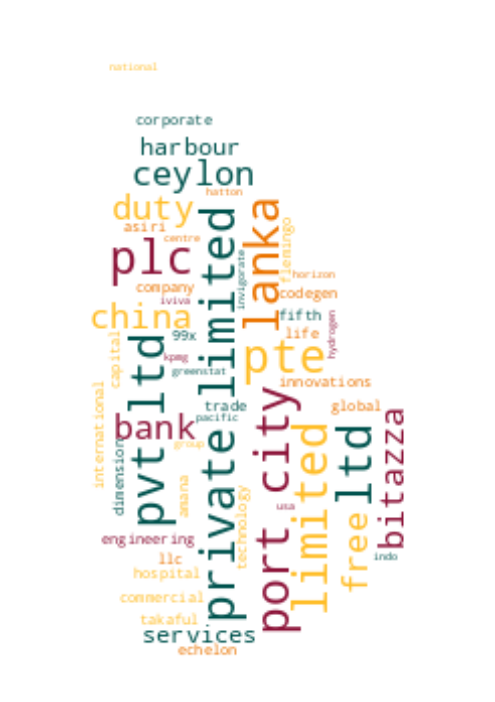 national
corporate
harbour
ceylon
hatton
duty
lanka
asiri
flemingo
centre
private limited
plc
invigorate
horizon
company
codegen
iviva
china
fifth
hydrogen
99x
life
capital
pvt ltd
pte
kpmg
greenstat
innovations
international
trade
global
port city
pacific
bank
bitazza
limited
free ltd
group
dimension
amana
technology
usa
engineering
indo
llc
hospital
commercial
takaful
services
echelon